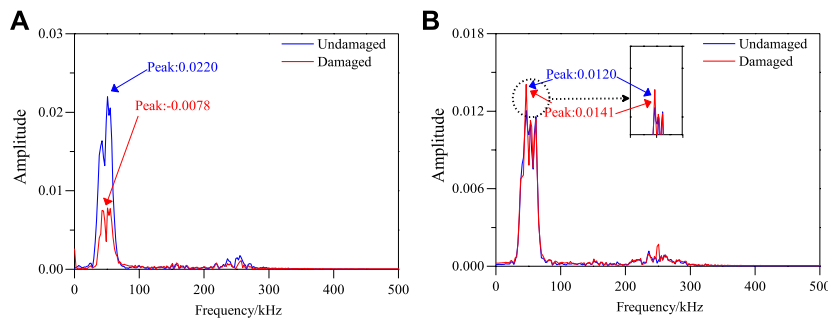 A
0.03
Undamaged
Damaged
Peak:0.0220
Peak:-0.0078
0.02
0.01
0.00
Amplitude
0
100
200
300
400
500
Frequency/kHz
B
0.018
Undamaged
Damaged
Peak:0.0120
Peak:0.0141
0.012
0.006
0.000
Amplitude
0
100
200
300
400
500
Frequency/kHz